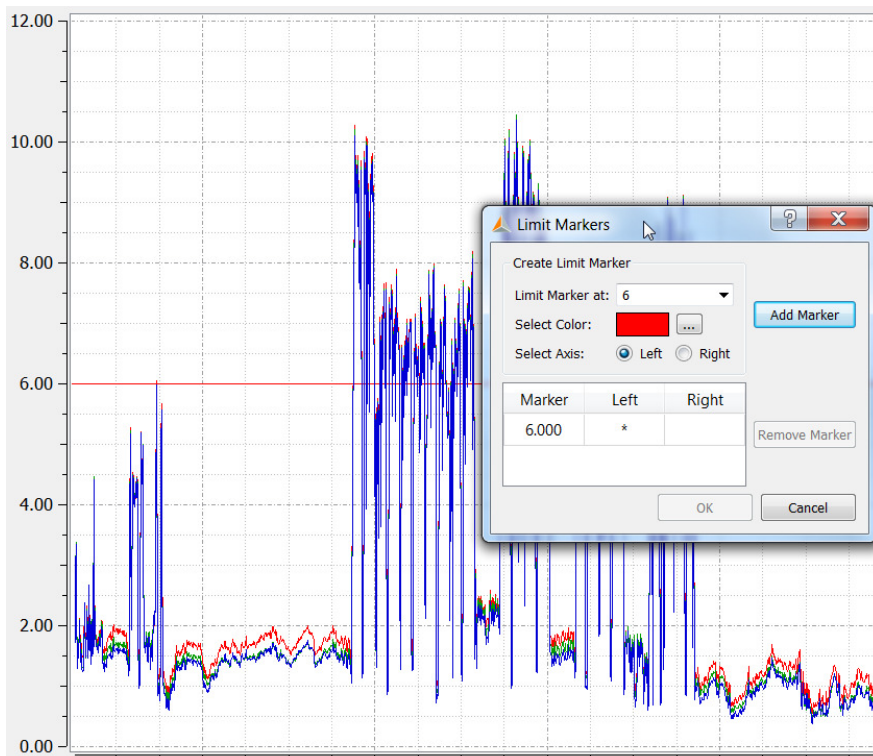 12.00
10.00
8.00
6.00
4.00
2.00
0.00
Limit Markers
?
X
Create Limit Marker
Limit Marker at: 6
Select Color: ...
Select Axis: Left Right
Add Marker
Marker Left Right
6.000 *
Remove Marker
OK Cancel